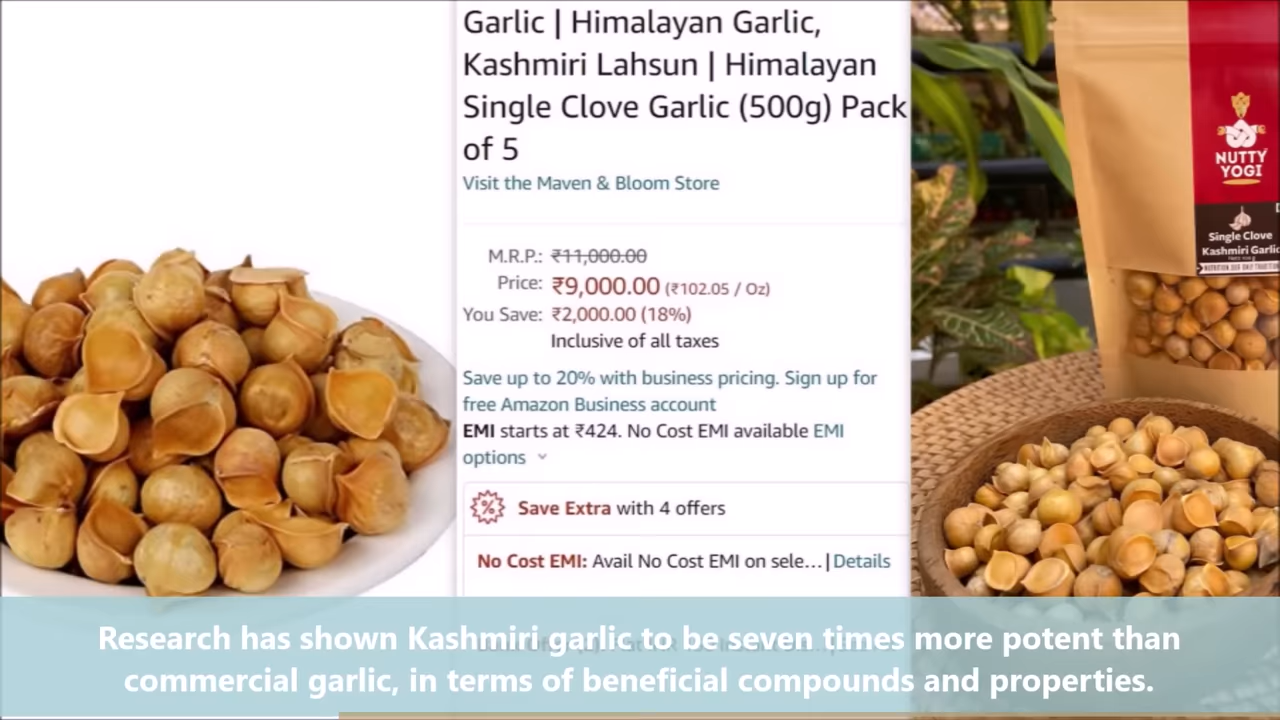 Garlic | Himalayan Garlic,
Kashmiri Lahsun | Himalayan
Single Clove Garlic (500g) Pack
of 5
Visit the Maven & Bloom Store
M.R.P.: ₹11,000.00
Price: ₹9,000.00 (₹102.05 / Oz)
You Save: ₹2,000.00 (18%)
Inclusive of all taxes
Save up to 20% with business pricing. Sign up for
free Amazon Business account
EMI starts at ₹424. No Cost EMI available EMI
options
% Save Extra with 4 offers
No Cost EMI: Avail No Cost EMI on sele...| Details
NUTTY
YOGI
Single Clove
Kashmiri Garlic
Research has shown Kashmiri garlic to be seven times more potent than
commercial garlic, in terms of beneficial compounds and properties.